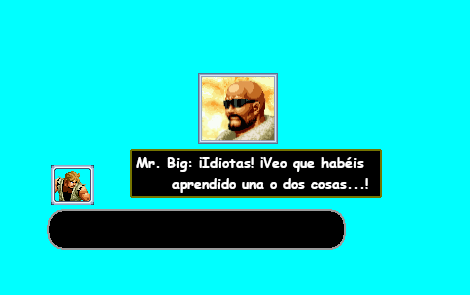 Mr. Big: ¡Idiotas! ¡Veo que habéis
aprendido una o dos cosas...!